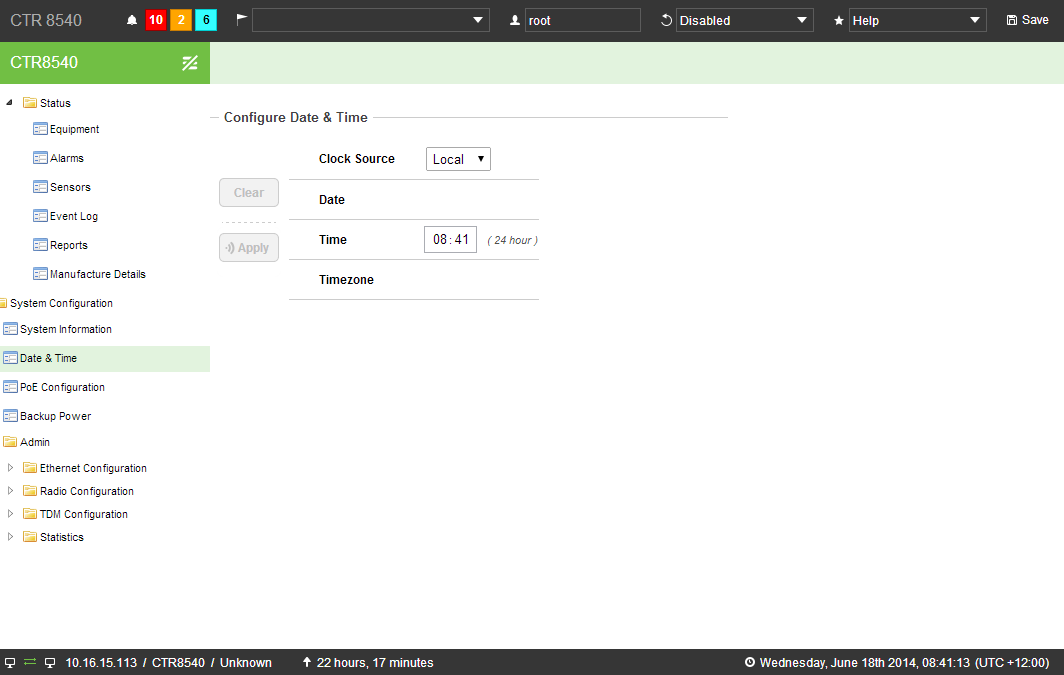 CTR 8540 10 2 6 root Disabled Help Save
CTR8540
Status
Equipment
Alarms
Sensors
Event Log
Reports
Manufacture Details
System Configuration
System Information
Date & Time
PoE Configuration
Backup Power
Admin
Ethernet Configuration
Radio Configuration
TDM Configuration
Statistics
Configure Date & Time
Clear
Apply
Clock Source Local
Date
Time 08:41 ( 24 hour )
Timezone
10.16.15.113 / CTR8540 / Unknown 22 hours, 17 minutes Wednesday, June 18th 2014, 08:41:13 (UTC +12:00)